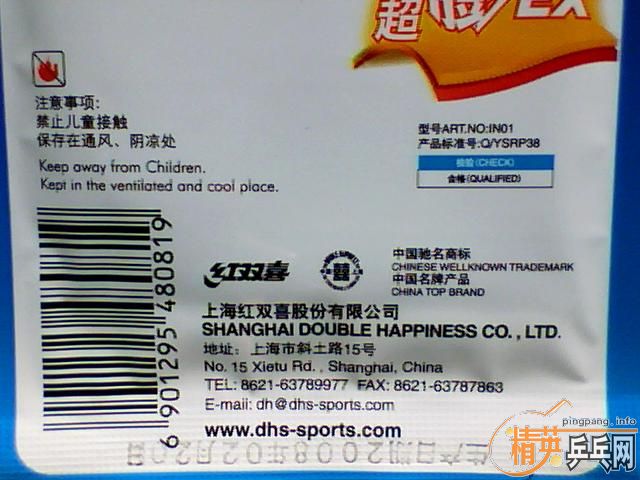 超 EX
注意事项:
禁止儿童接触
保存在通风、阴凉处
Keep away from Children.
Kept in the ventilated and cool place.
型号ART.NO:IN01
产品标准号:Q/YSRP38
检验(CHECK)
合格(QUALIFIED)
6 901295 480819
红双喜
中国驰名商标
CHINESE WELLKNOWN TRADEMARK
中国名牌产品
CHINA TOP BRAND
上海红双喜股份有限公司
SHANGHAI DOUBLE HAPPINESS CO., LTD.
地址: 上海市斜土路15号
No. 15 Xietu Rd., Shanghai, China
TEL: 8621-63789977 FAX: 8621-63787863
E-mail: dh@dhs-sports.com
www.dhs-sports.com
生产日期2008年02月20日
pingpang.info
精英乒乓网